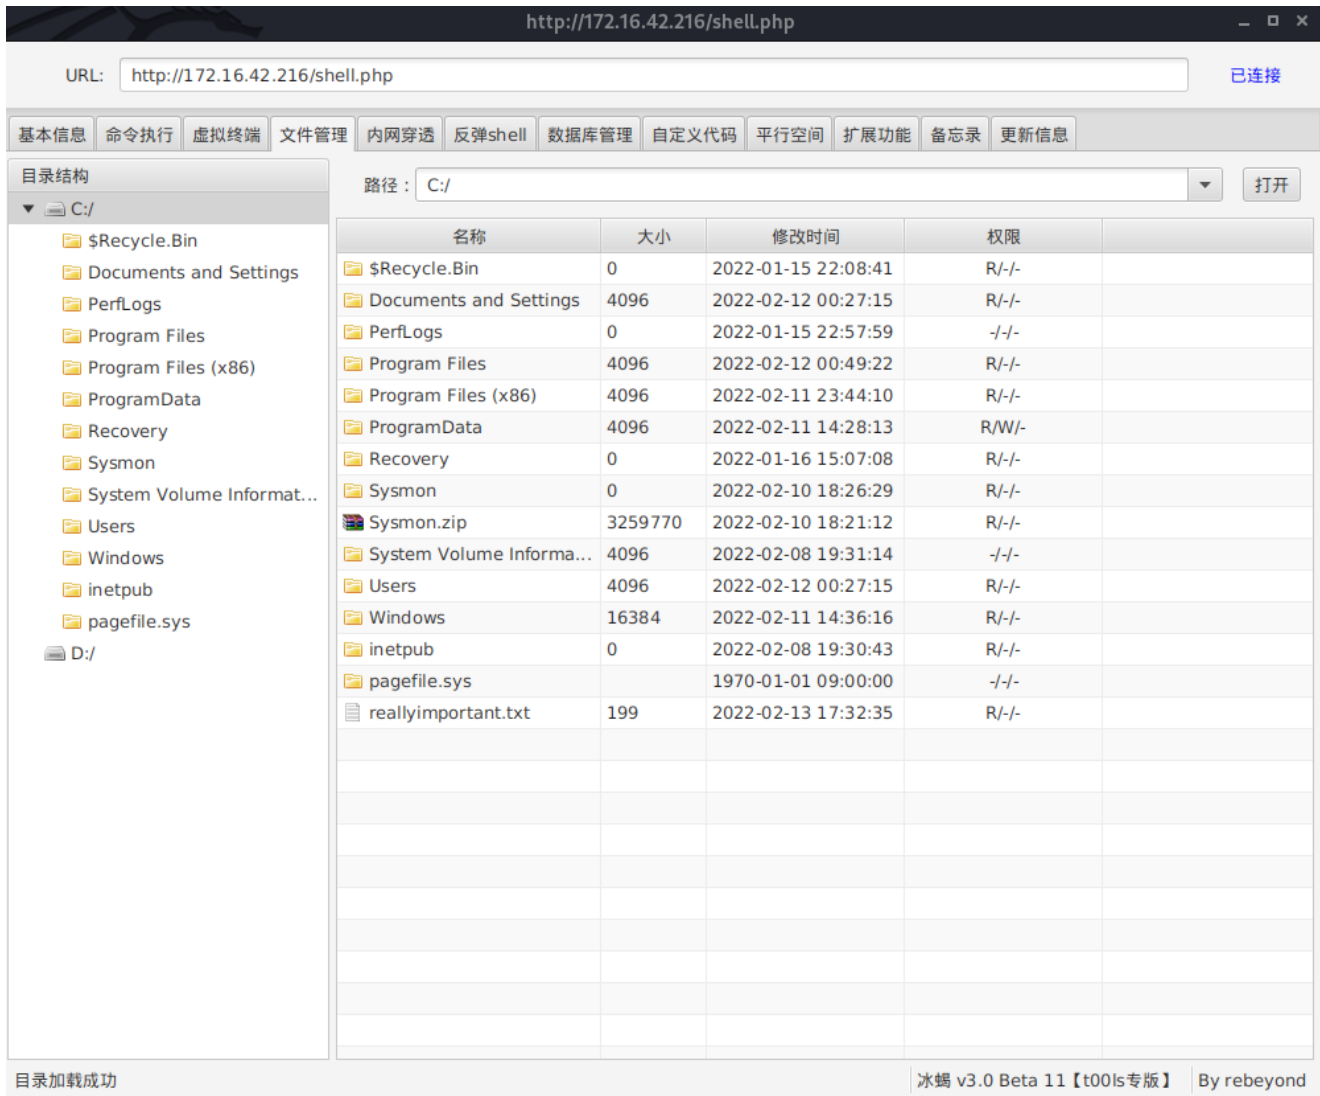 http://172.16.42.216/shell.php
URL: http://172.16.42.216/shell.php 已连接
基本信息 命令执行 虚拟终端 文件管理 内网穿透 反弹shell 数据库管理 自定义代码 平行空间 扩展功能 备忘录 更新信息
目录结构
C:/
$Recycle.Bin
Documents and Settings
PerfLogs
Program Files
Program Files (x86)
ProgramData
Recovery
Sysmon
System Volume Informat...
Users
Windows
inetpub
pagefile.sys
D:/
路径： C:/ 打开
名称 大小 修改时间 权限
$Recycle.Bin 0 2022-01-15 22:08:41 R/-/-
Documents and Settings 4096 2022-02-12 00:27:15 R/-/-
PerfLogs 0 2022-01-15 22:57:59 -/-/-
Program Files 4096 2022-02-12 00:49:22 R/-/-
Program Files (x86) 4096 2022-02-11 23:44:10 R/-/-
ProgramData 4096 2022-02-11 14:28:13 R/W/-
Recovery 0 2022-01-16 15:07:08 R/-/-
Sysmon 0 2022-02-10 18:26:29 R/-/-
Sysmon.zip 3259770 2022-02-10 18:21:12 R/-/-
System Volume Informa... 4096 2022-02-08 19:31:14 -/-/-
Users 4096 2022-02-12 00:27:15 R/-/-
Windows 16384 2022-02-11 14:36:16 R/-/-
inetpub 0 2022-02-08 19:30:43 R/-/-
pagefile.sys 1970-01-01 09:00:00 -/-/-
reallyimportant.txt 199 2022-02-13 17:32:35 R/-/-
目录加载成功 冰蝎 v3.0 Beta 11【t00ls专版】 By rebeyond